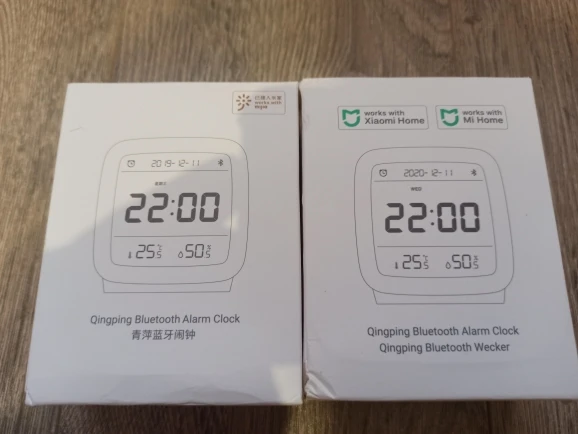 works with
mija
2019-12-11
22:00
25
50
Qingping Bluetooth Alarm Clock
青萍蓝牙闹钟
works with
Xiaomi Home
works with
Mi Home
2020-12-11
WED
22:00
25
50
Qingping Bluetooth Alarm Clock
Qingping Bluetooth Wecker